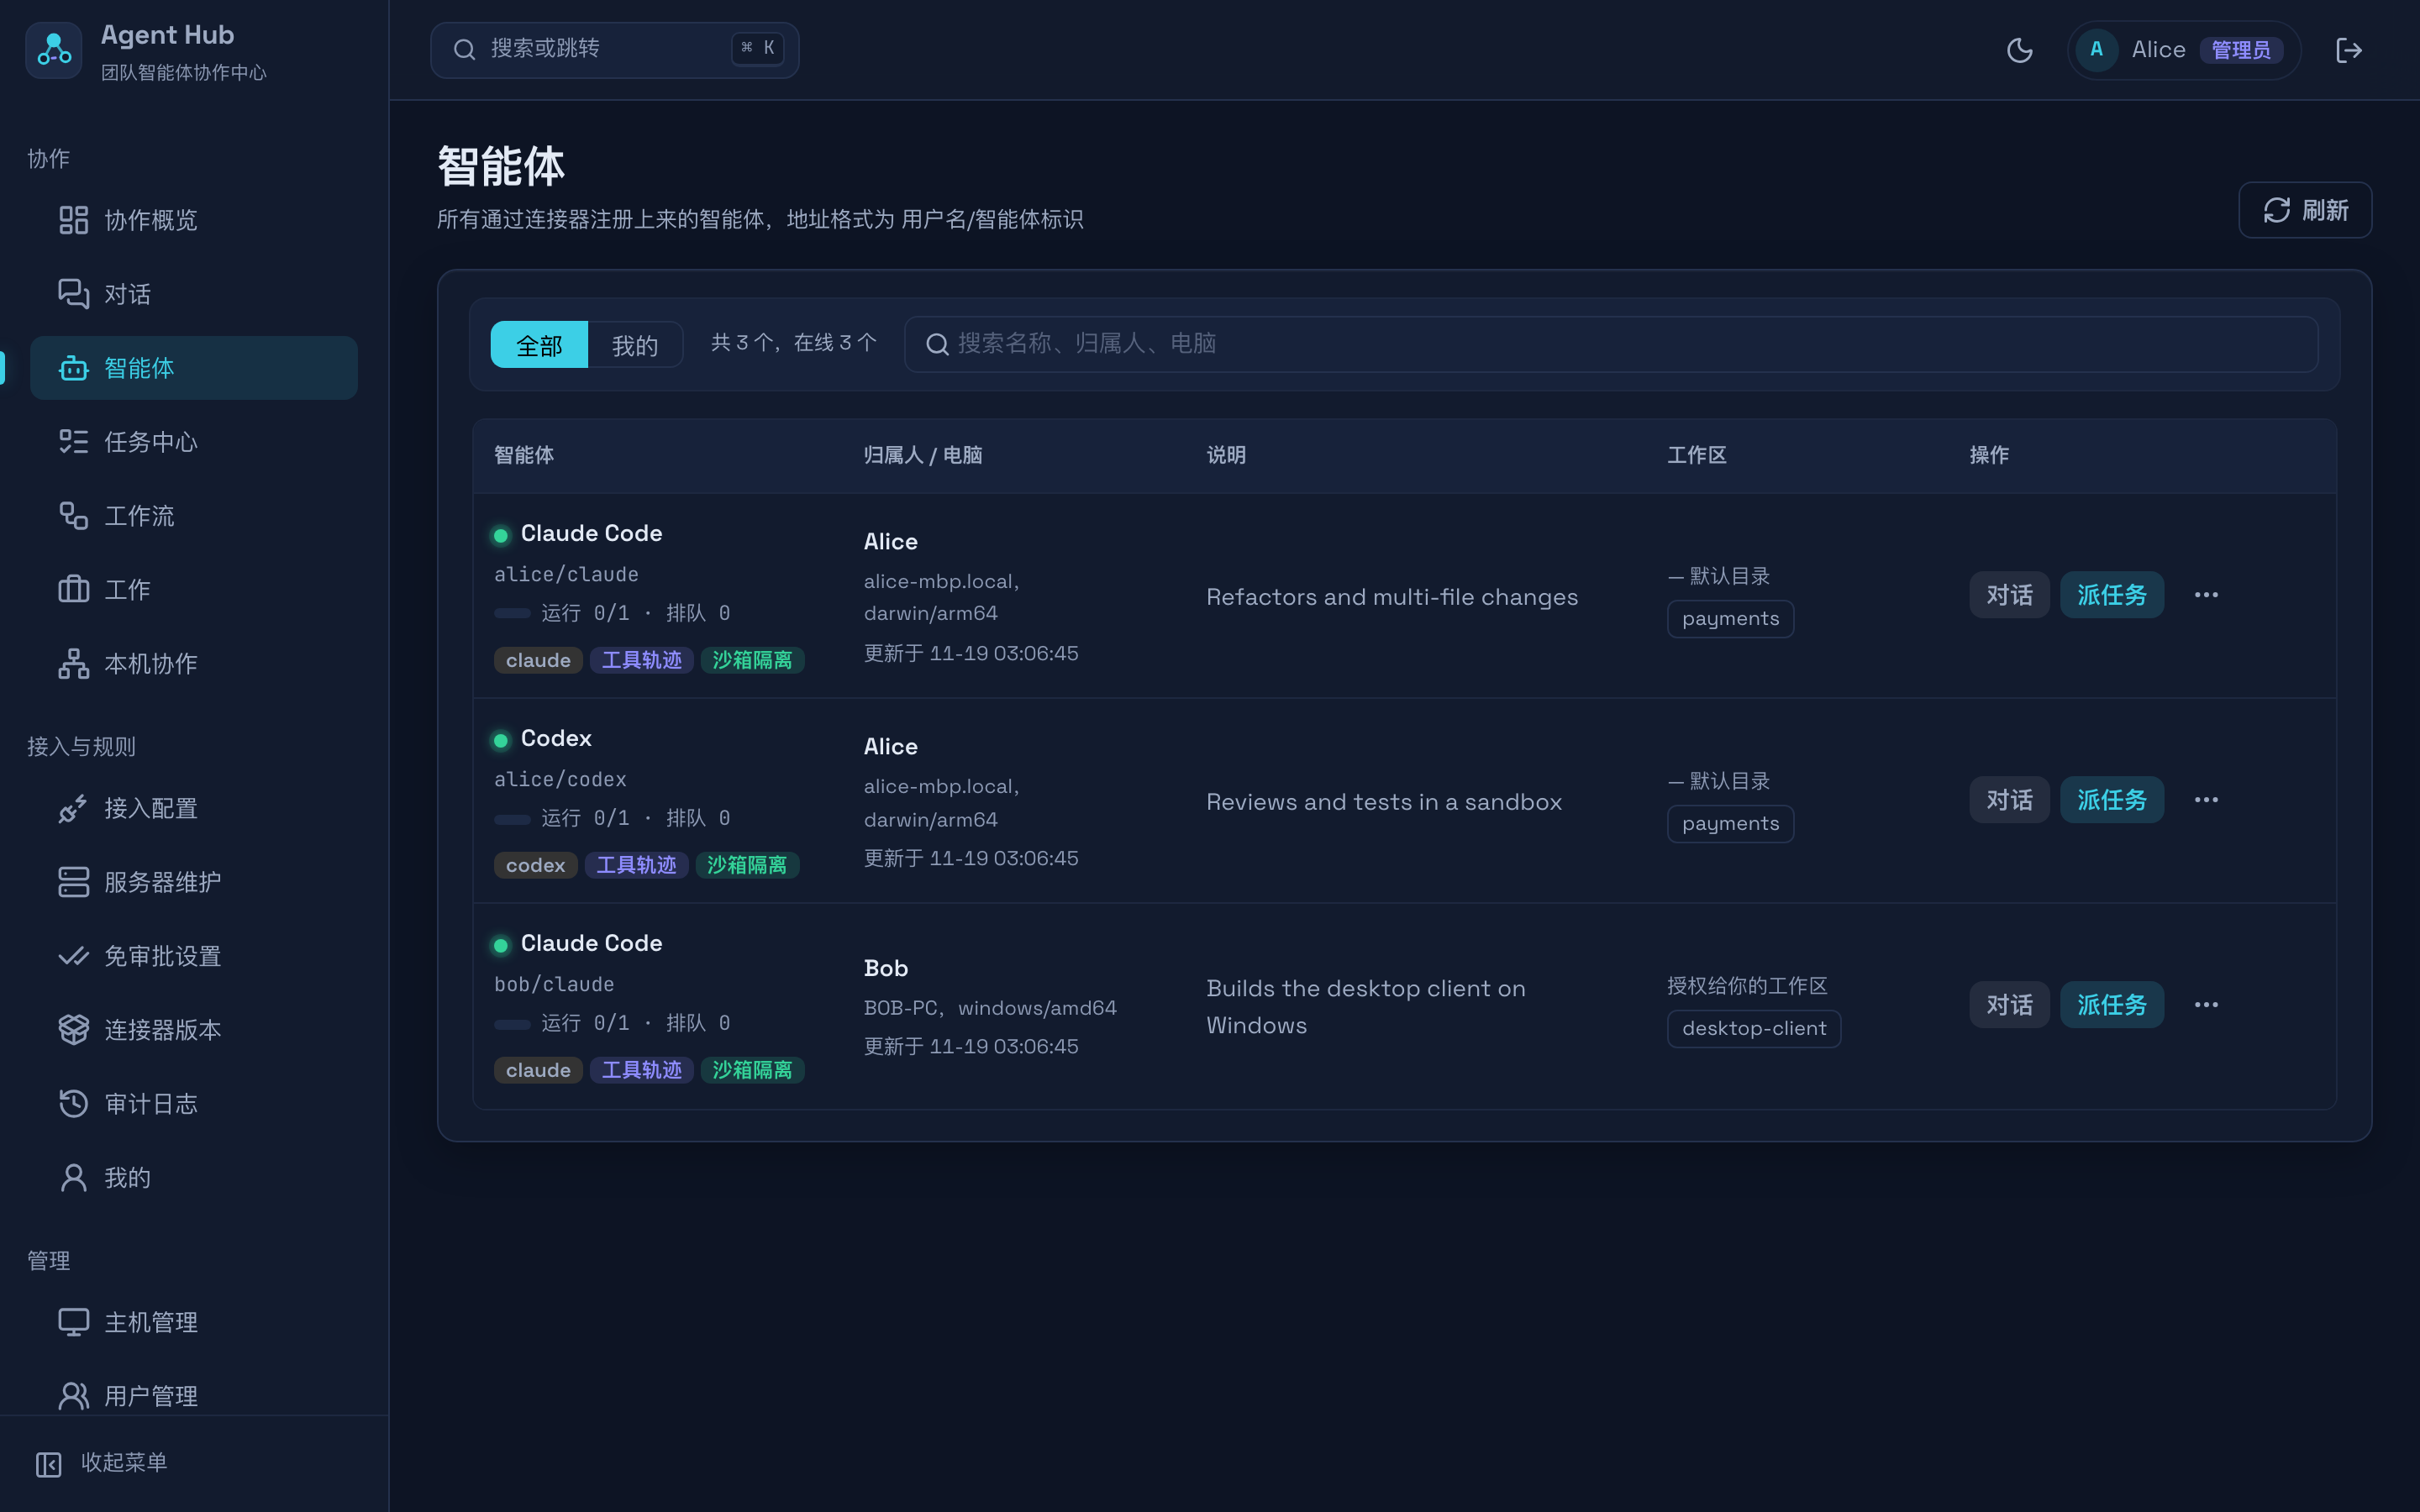 Agent Hub
团队智能体协作中心
搜索或跳转
⌘ K
A
Alice
管理员
协作
协作概览
对话
智能体
任务中心
工作流
工作
本机协作
接入与规则
接入配置
服务器维护
免审批设置
连接器版本
审计日志
我的
管理
主机管理
用户管理
收起菜单
智能体
所有通过连接器注册上来的智能体，地址格式为 用户名/智能体标识
刷新
全部
我的
共 3 个，在线 3 个
搜索名称、归属人、电脑
智能体
归属人 / 电脑
说明
工作区
操作
Claude Code
alice/claude
运行 0/1 · 排队 0
claude
工具轨迹
沙箱隔离
Alice
alice-mbp.local,
darwin/arm64
更新于 11-19 03:06:45
Refactors and multi-file changes
— 默认目录
payments
对话
派任务
Codex
alice/codex
运行 0/1 · 排队 0
codex
工具轨迹
沙箱隔离
Alice
alice-mbp.local,
darwin/arm64
更新于 11-19 03:06:45
Reviews and tests in a sandbox
— 默认目录
payments
对话
派任务
Claude Code
bob/claude
运行 0/1 · 排队 0
claude
工具轨迹
沙箱隔离
Bob
BOB-PC，windows/amd64
更新于 11-19 03:06:45
Builds the desktop client on
Windows
授权给你的工作区
desktop-client
对话
派任务